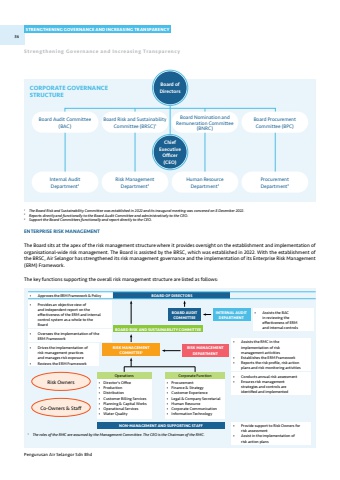 STRENGTHENING GOVERNANCE AND INCREASING TRANSPARENCY
56
Strengthening Governance and Increasing Transparency
CORPORATE GOVERNANCE
STRUCTURE
Board of
Directors
Board Audit Committee
(BAC)
Board Risk and Sustainability
Committee (BRSC)¹
Board Nomination and
Remuneration Committee
(BNRC)
Board Procurement
Committee (BPC)
Chief
Executive
Officer
(CEO)
Internal Audit
Department²
Risk Management
Department³
Human Resource
Department³
Procurement
Department³
The Board Risk and Sustainability Committee was established in 2022 and its inaugural meeting was convened on 8 December 2022.
Reports directly and functionally to the Board Audit Committee and administratively to the CEO.
Support the Board Committees functionally and report directly to the CEO.
ENTERPRISE RISK MANAGEMENT
The Board sits at the apex of the risk management structure where it provides oversight on the establishment and implementation of
organisational-wide risk management. The Board is assisted by the BRSC, which was established in 2022. With the establishment of
the BRSC, Air Selangor has strengthened its risk management governance and the implementation of its Enterprise Risk Management
(ERM) Framework.
The key functions supporting the overall risk management structure are listed as follows:
• Approves the ERM Framework & Policy
BOARD OF DIRECTORS
• Provides an objective view of
and independent report on the
effectiveness of the ERM and internal
control system as a whole to the
Board
BOARD AUDIT
COMMITTEE
INTERNAL AUDIT
DEPARTMENT
• Assists the BAC
in reviewing the
effectiveness of ERM
and internal controls
• Oversees the implementation of the
ERM Framework
BOARD RISK AND SUSTAINABILITY COMMITTEE
• Drives the implementation of
risk management practices
and manages risk exposure
• Reviews the ERM Framework
RISK MANAGEMENT
COMMITTEE
RISK MANAGEMENT
DEPARTMENT
• Assists the BRSC in the
implementation of risk
management activities
• Establishes the ERM Framework
• Reports the risk profile, risk action
plans and risk monitoring activities
Risk Owners
Co-Owners & Staff
Operations
• Director's Office
• Production
• Distribution
• Customer Billing Services
• Planning & Capital Works
• Operational Services
• Water Quality
Corporate Function
• Procurement
• Finance & Strategy
• Customer Experience
• Legal & Company Secretarial
• Human Resource
• Corporate Communication
• Information Technology
• Conducts annual risk assessment
• Ensures risk management
strategies and controls are
identified and implemented
NON-MANAGEMENT AND SUPPORTING STAFF
• Provide support to Risk Owners for
risk assessment
• Assist in the implementation of
risk action plans
The roles of the RMC are assumed by the Management Committee. The CEO is the Chairman of the RMC.
Pengurusan Air Selangor Sdn Bhd